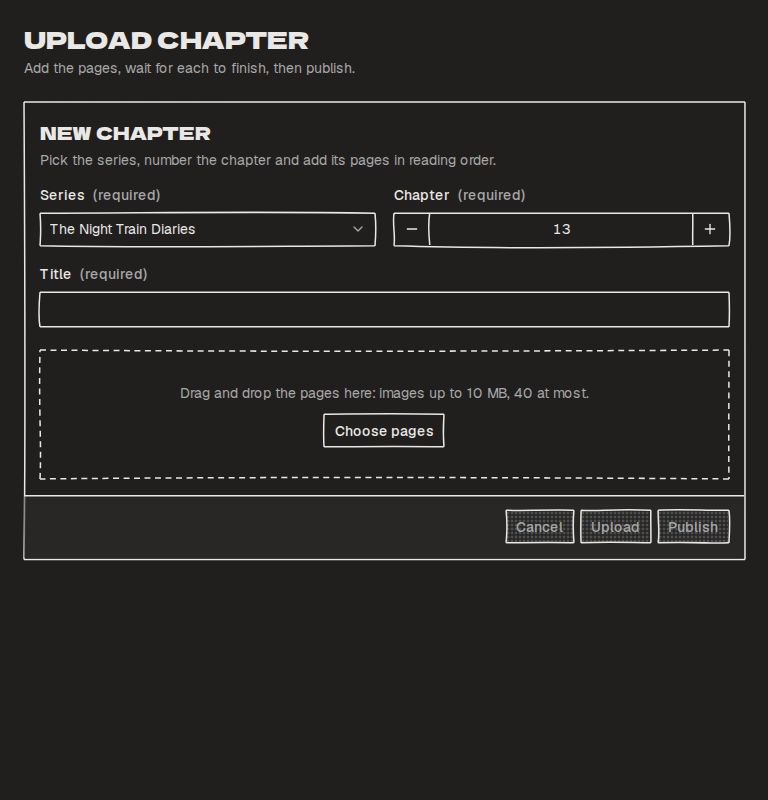 UPLOAD CHAPTER
Add the pages, wait for each to finish, then publish.
NEW CHAPTER
Pick the series, number the chapter and add its pages in reading order.
Series (required)
Chapter (required)
The Night Train Diaries
13
Title (required)
Drag and drop the pages here: images up to 10 MB, 40 at most.
Choose pages
Cancel
Upload
Publish